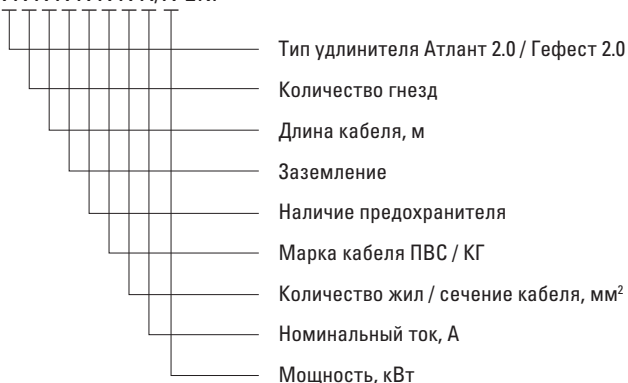 Тип удлинителя Атлант 2.0 / Гефест 2.0
Количество гнезд
Длина кабеля, м
Заземление
Наличие предохранителя
Марка кабеля ПВС / КГ
Количество жил / сечение кабеля, мм²
Номинальный ток, А
Мощность, кВт